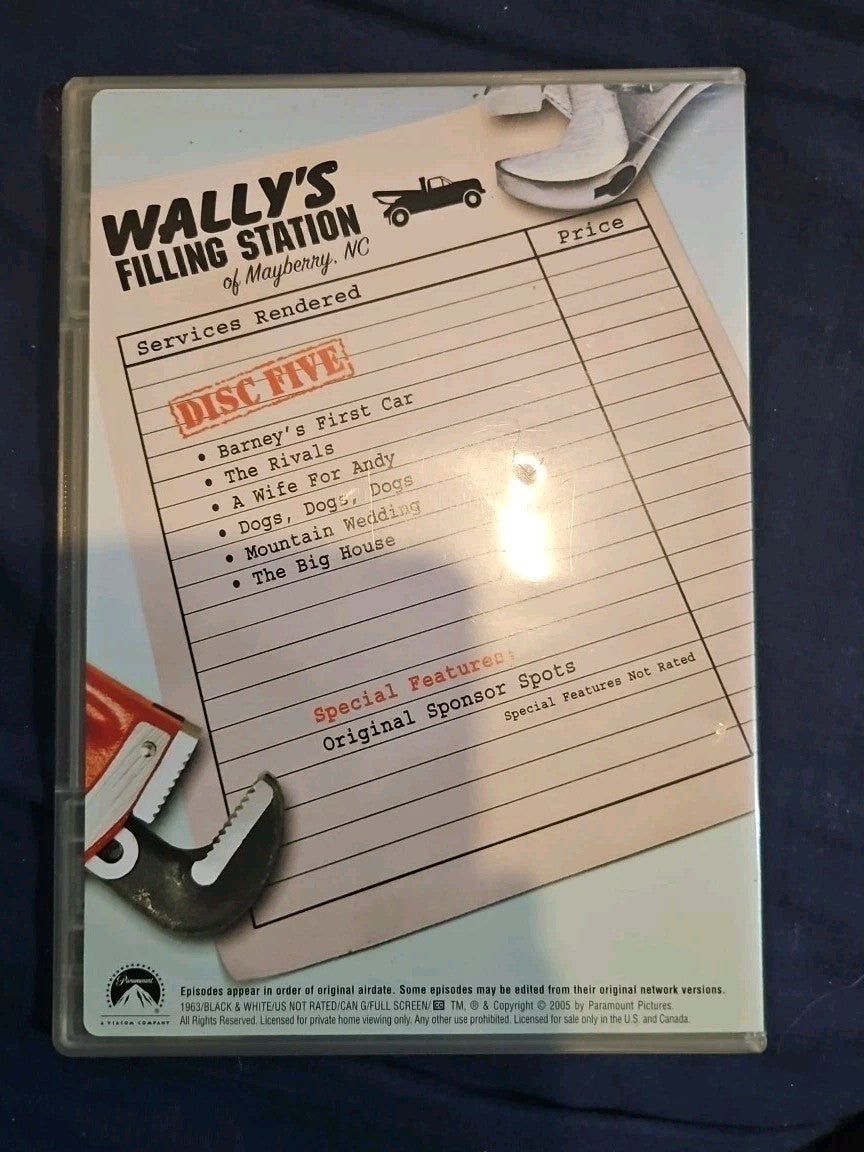 WALLY'S
FILLING STATION
of Mayberry, NC
Services Rendered
Price
DISC FIVE
• Barney's First Car
• The Rivals
• A Wife For Andy
• Dogs, Dogs, Dogs
• Mountain Wedding
• The Big House
Special Features:
Original Sponsor Spots
Special Features Not Rated
Paramount
A VIACOM COMPANY
Episodes appear in order of original airdate. Some episodes may be edited from their original network versions.
1963/BLACK & WHITE/US NOT RATED/CAN G/FULL SCREEN/CC TM, ® & Copyright © 2005 by Paramount Pictures.
All Rights Reserved. Licensed for private home viewing only. Any other use prohibited. Licensed for sale only in the U.S. and Canada.